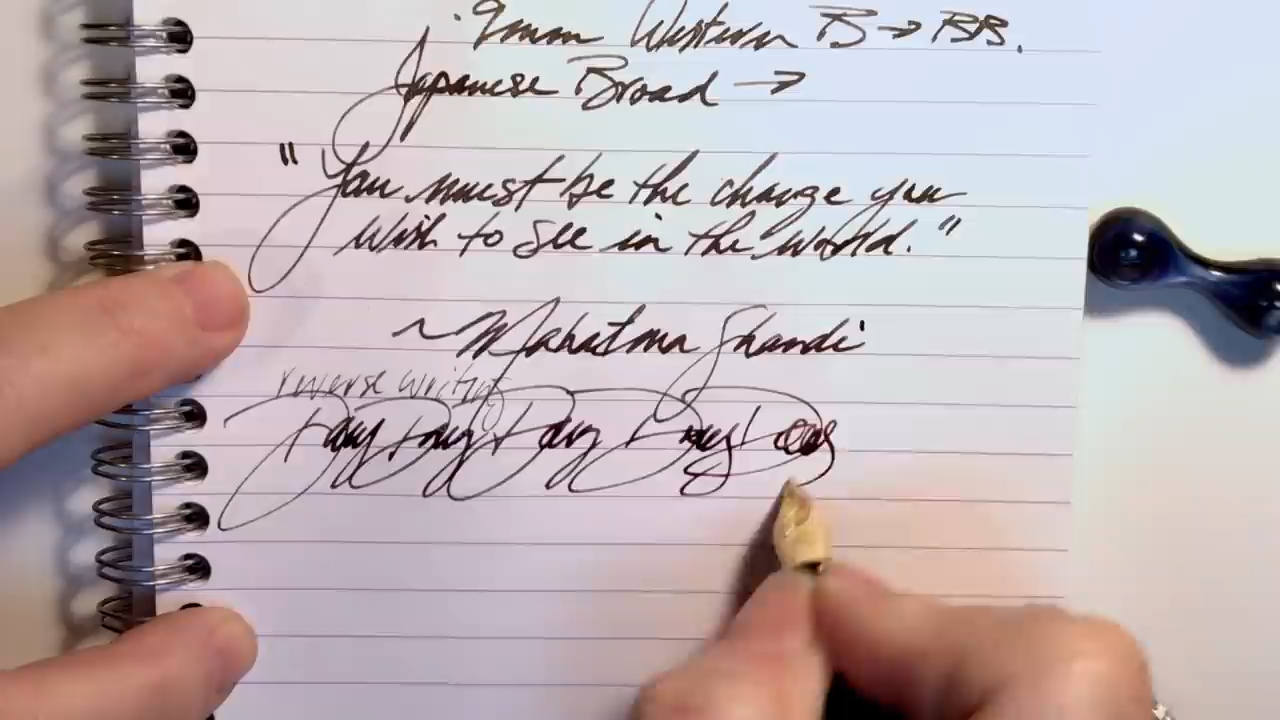 .9mm Western B → BB.
Japanese Broad →
"You must be the change you
wish to see in the world."
~Mahatma Ghandi
reverse writing